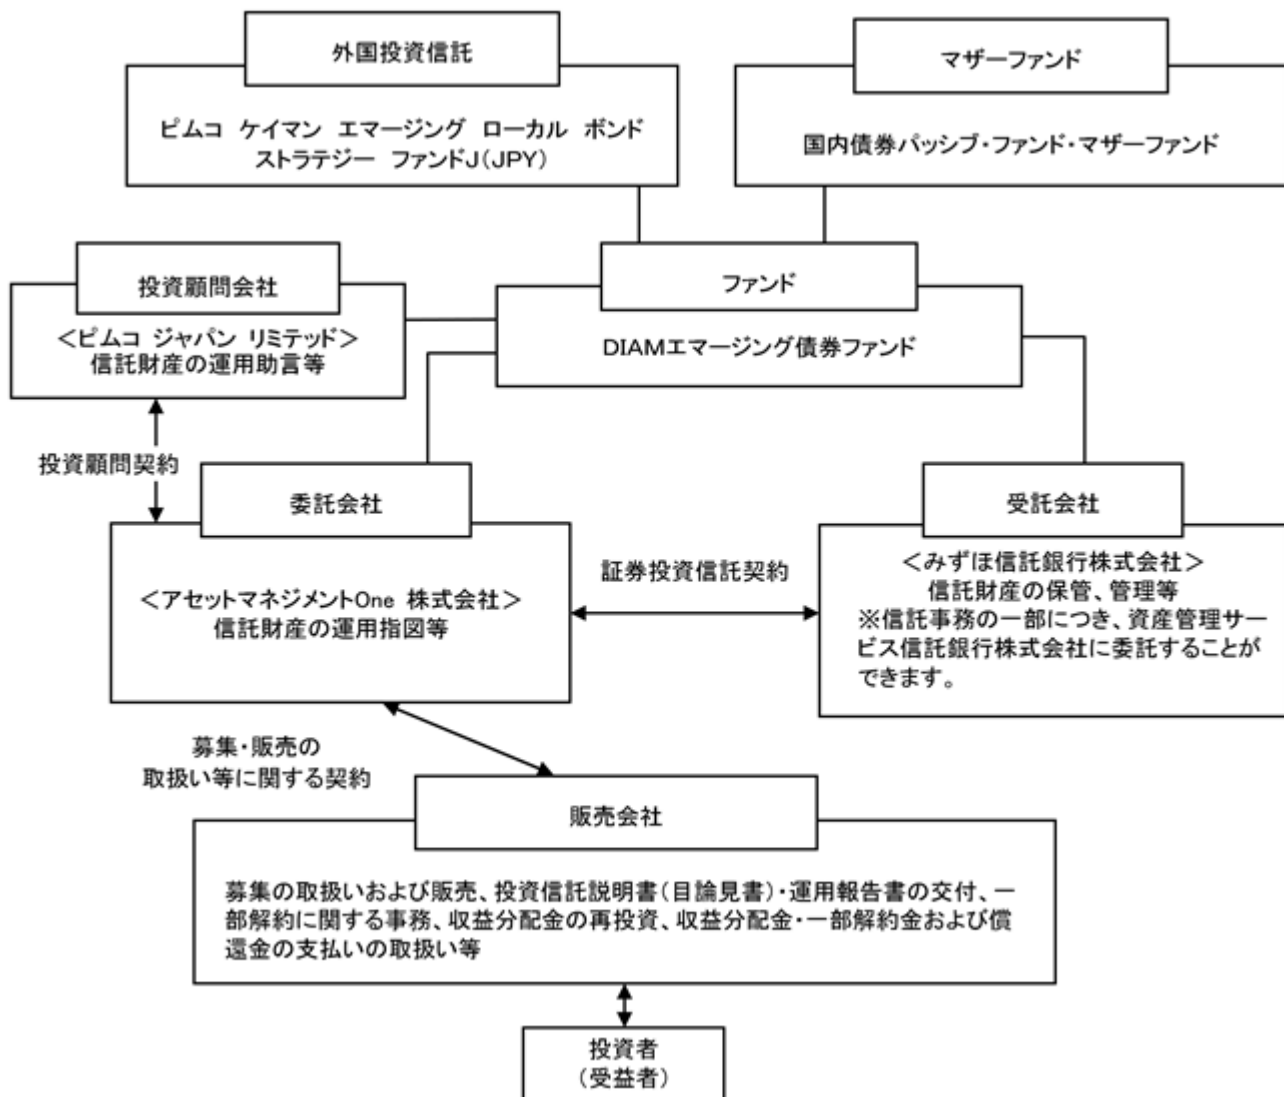 外国投資信託
マザーファンド
ピムコ ケイマン エマージング ローカル ボンド
ストラテジー ファンドJ(JPY)
国内債券パッシブ・ファンド・マザーファンド
投資顧問会社
ファンド
<ピムコ ジャパン リミテッド>
信託財産の運用助言等
DIAMエマージング債券ファンド
投資顧問契約
委託会社
受託会社
<アセットマネジメントOne 株式会社>
信託財産の運用指図等
証券投資信託契約
<みずほ信託銀行株式会社>
信託財産の保管、管理等
※信託事務の一部につき、資産管理サー
ビス信託銀行株式会社に委託することが
できます。
募集・販売の
取扱い等に関する契約
販売会社
募集の取扱いおよび販売、投資信託説明書(目論見書)・運用報告書の交付、一
部解約に関する事務、収益分配金の再投資、収益分配金・一部解約金および償
還金の支払いの取扱い等
投資者
(受益者)